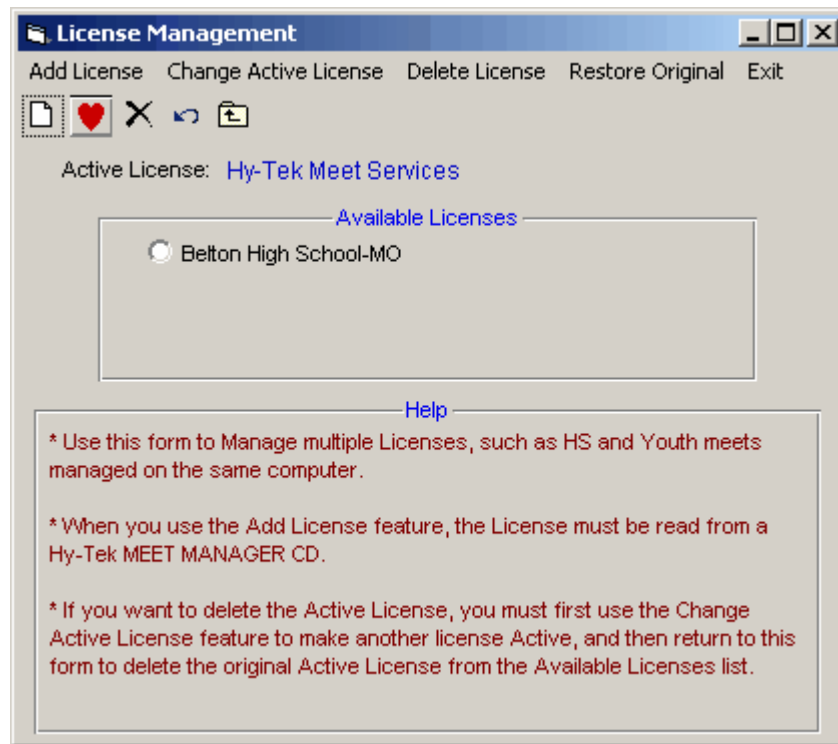 License Management
Add License Change Active License Delete License Restore Original Exit
Active License: Hy-Tek Meet Services
Available Licenses
Belton High School-MO
Help
* Use this form to Manage multiple Licenses, such as HS and Youth meets
managed on the same computer.
* When you use the Add License feature, the License must be read from a
Hy-Tek MEET MANAGER CD.
* If you want to delete the Active License, you must first use the Change
Active License feature to make another license Active, and then return to this
form to delete the original Active License from the Available Licenses list.